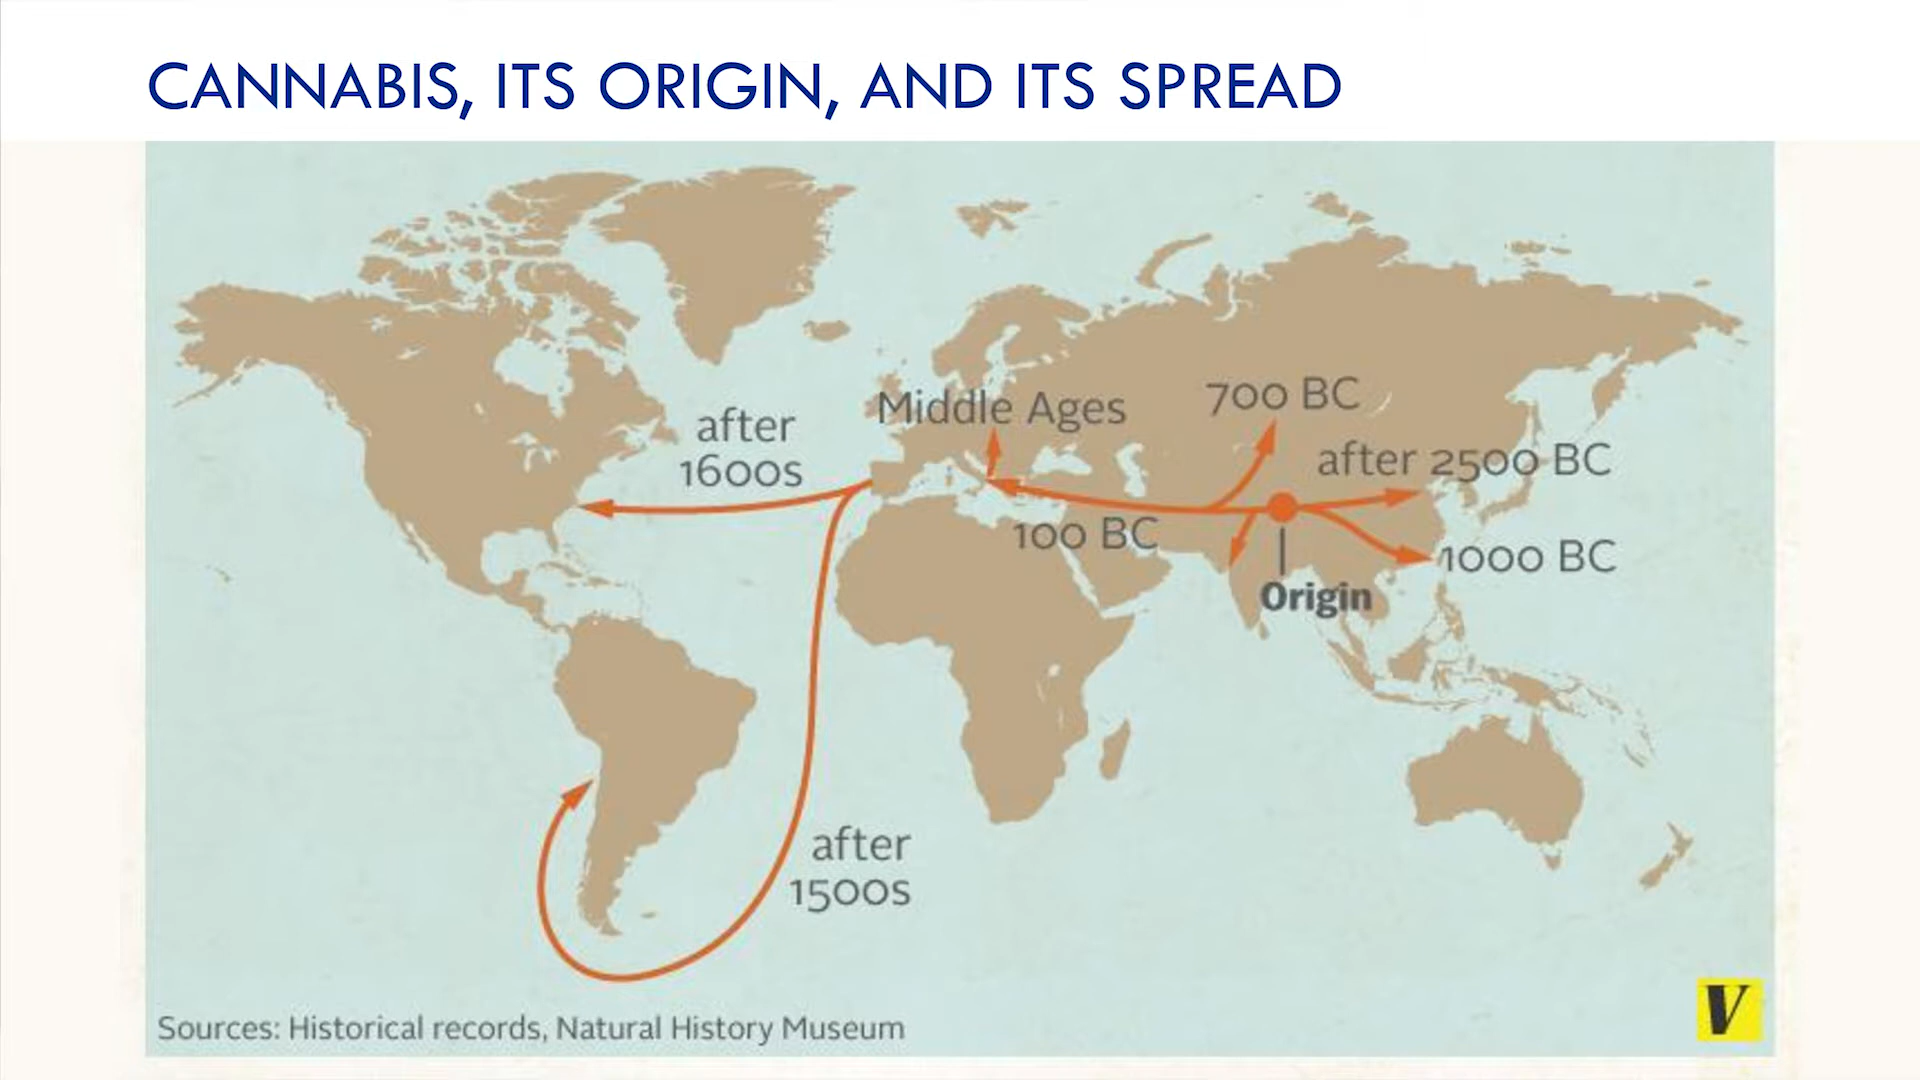 CANNABIS, ITS ORIGIN, AND ITS SPREAD
700 BC
Middle Ages
after
1600s
after 2500 BC
100 BC
1000 BC
Origin
after
1500s
Sources: Historical records, Natural History Museum
V